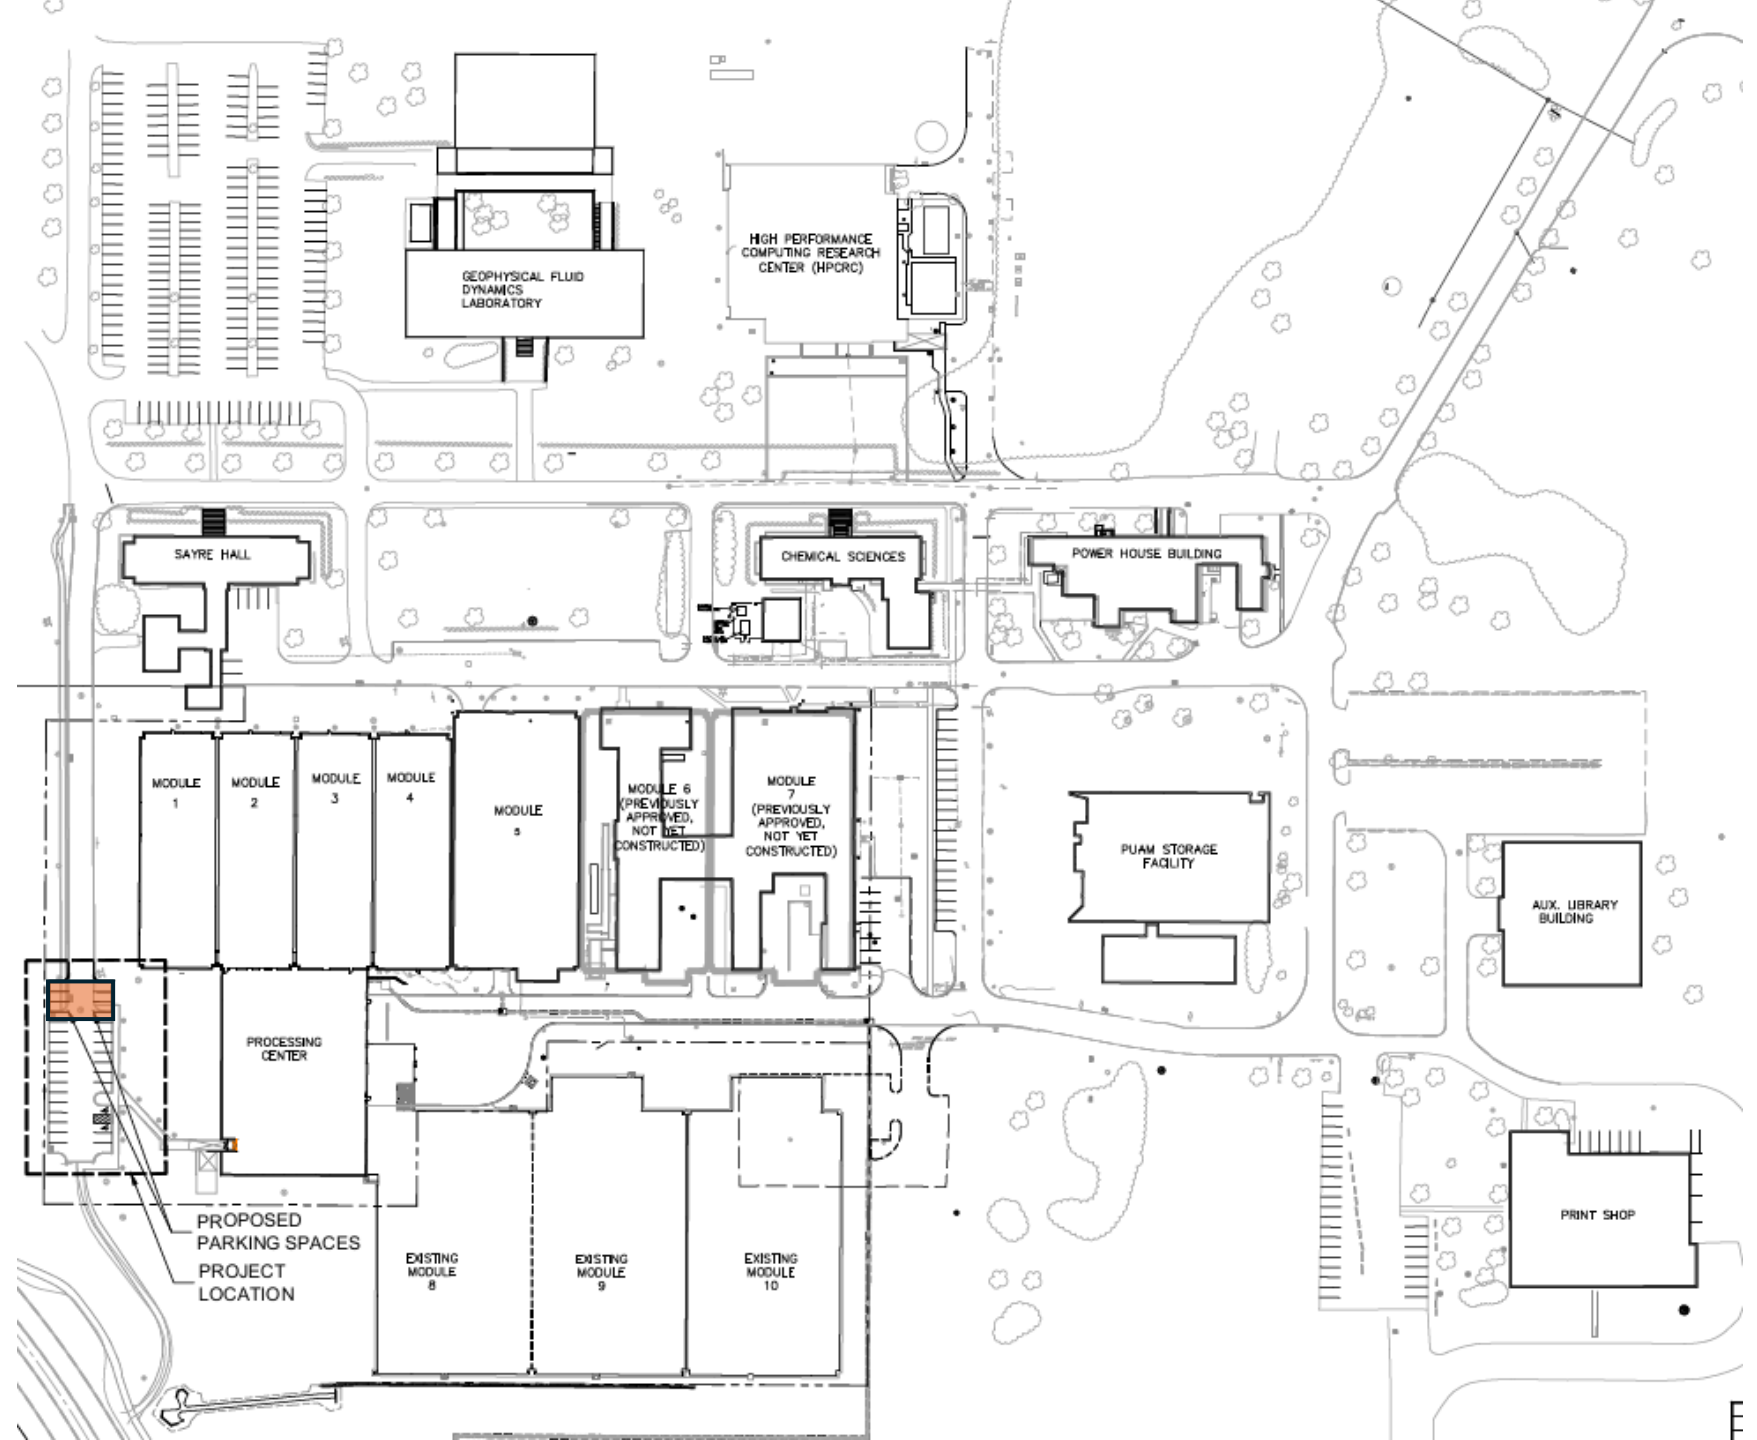 HIGH PERFORMANCE
COMPUTING RESEARCH
CENTER (HPCRC)
GEOPHYSICAL FLUID
DYNAMICS
LABORATORY
SAYRE HALL
CHEMICAL SCIENCES
POWER HOUSE BUILDING
MODULE
1
MODULE
2
MODULE
3
MODULE
4
MODULE
5
MODULE 6
(PREVIOUSLY
APPROVED,
NOT YET
CONSTRUCTED)
MODULE
7
(PREVIOUSLY
APPROVED,
NOT YET
CONSTRUCTED)
PUAM STORAGE
FACILITY
AUX. LIBRARY
BUILDING
PROCESSING
CENTER
PROPOSED
PARKING SPACES
PROJECT
LOCATION
EXISTING
MODULE
8
EXISTING
MODULE
9
EXISTING
MODULE
10
PRINT SHOP